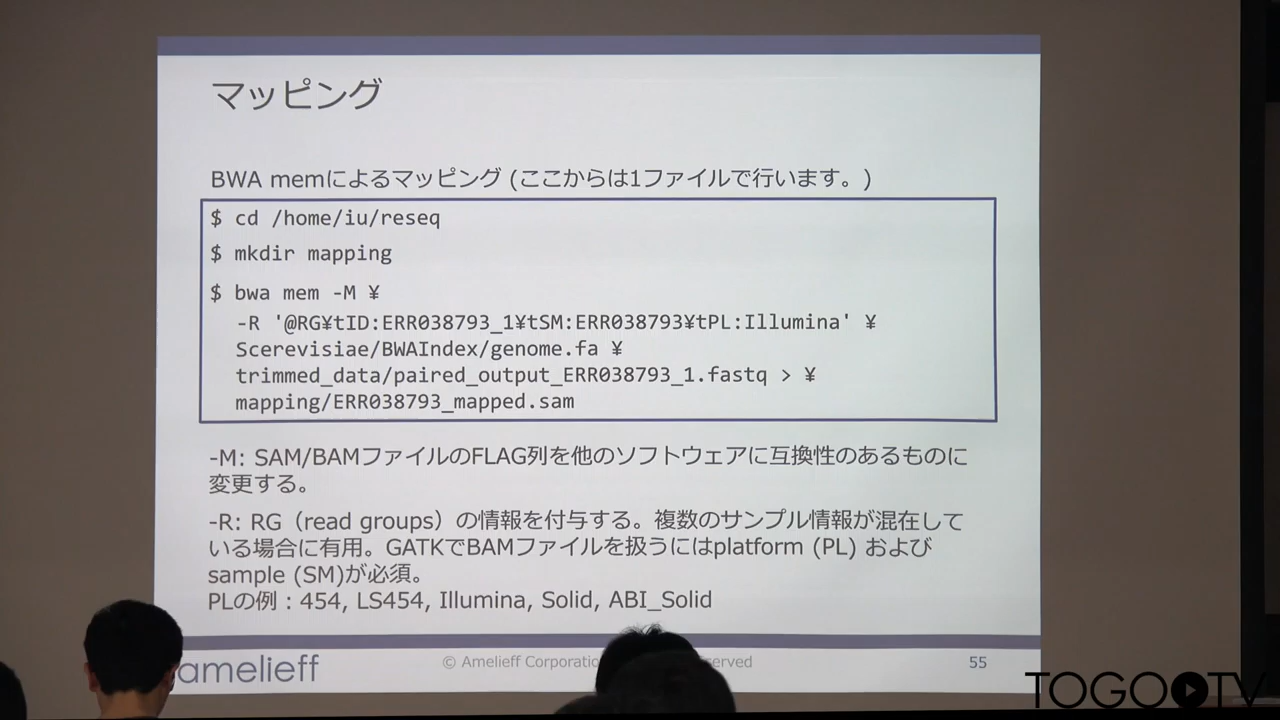 マッピング
BWA memによるマッピング (ここからは1ファイルで行います。)
$ cd /home/iu/reseq
$ mkdir mapping
$ bwa mem -M ¥
-R '@RG¥tID:ERR038793_1¥tSM:ERR038793¥tPL:Illumina' ¥
Scerevisiae/BWAIndex/genome.fa ¥
trimmed_data/paired_output_ERR038793_1.fastq > ¥
mapping/ERR038793_mapped.sam
-M: SAM/BAMファイルのFLAG列を他のソフトウェアに互換性のあるものに
変更する。
-R: RG（read groups）の情報を付与する。複数のサンプル情報が混在して
いる場合に有用。GATKでBAMファイルを扱うにはplatform (PL) および
sample (SM)が必須。
PLの例：454, LS454, Illumina, Solid, ABI_Solid
amelieff
© Amelieff
55
TOGOTV